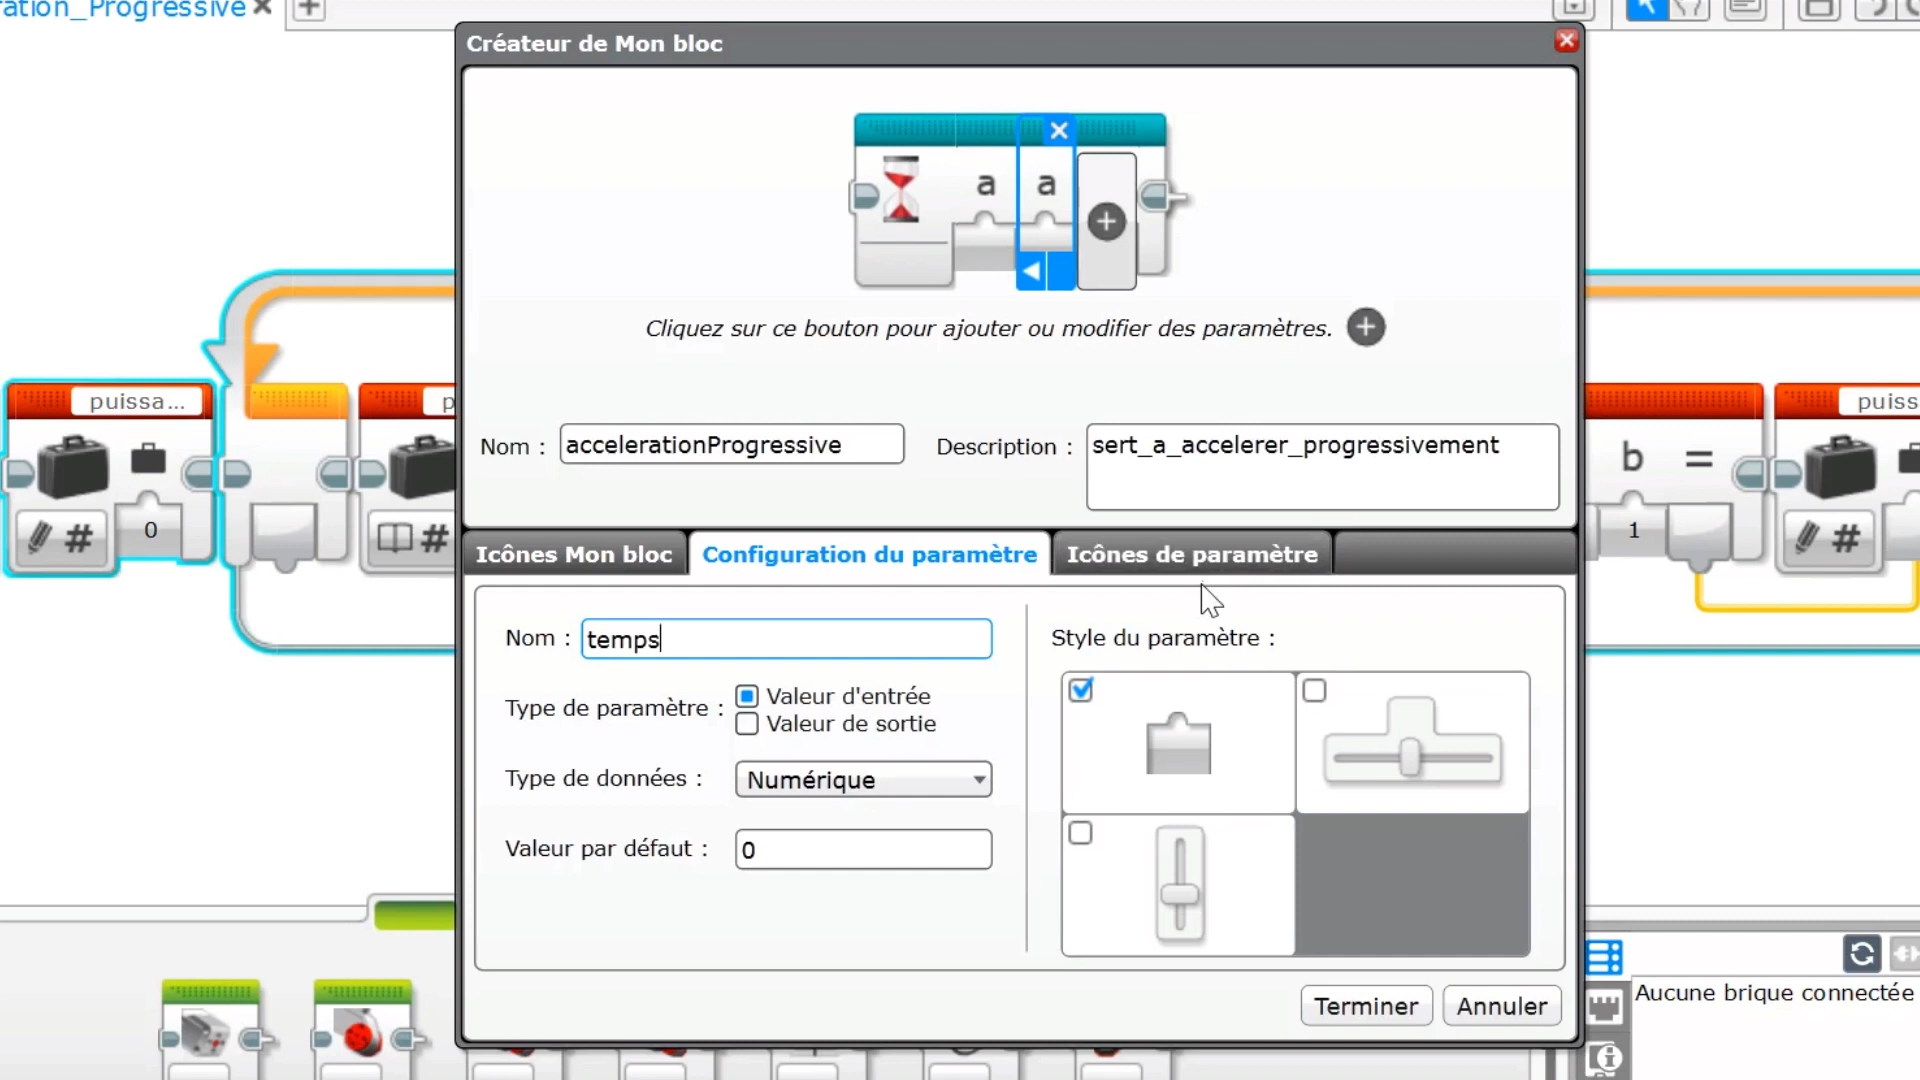 ration_Progressive
Créateur de Mon bloc
a a
Cliquez sur ce bouton pour ajouter ou modifier des paramètres.
puissa...
p
puiss
Nom : accelerationProgressive
Description : sert_a_accelerer_progressivement
b =
#
0
#
1
#
Icônes Mon bloc
Configuration du paramètre
Icônes de paramètre
Nom : temps
Style du paramètre :
Type de paramètre :
Valeur d'entrée
Valeur de sortie
Type de données : Numérique
Valeur par défaut : 0
Terminer
Annuler
Aucune brique connectée